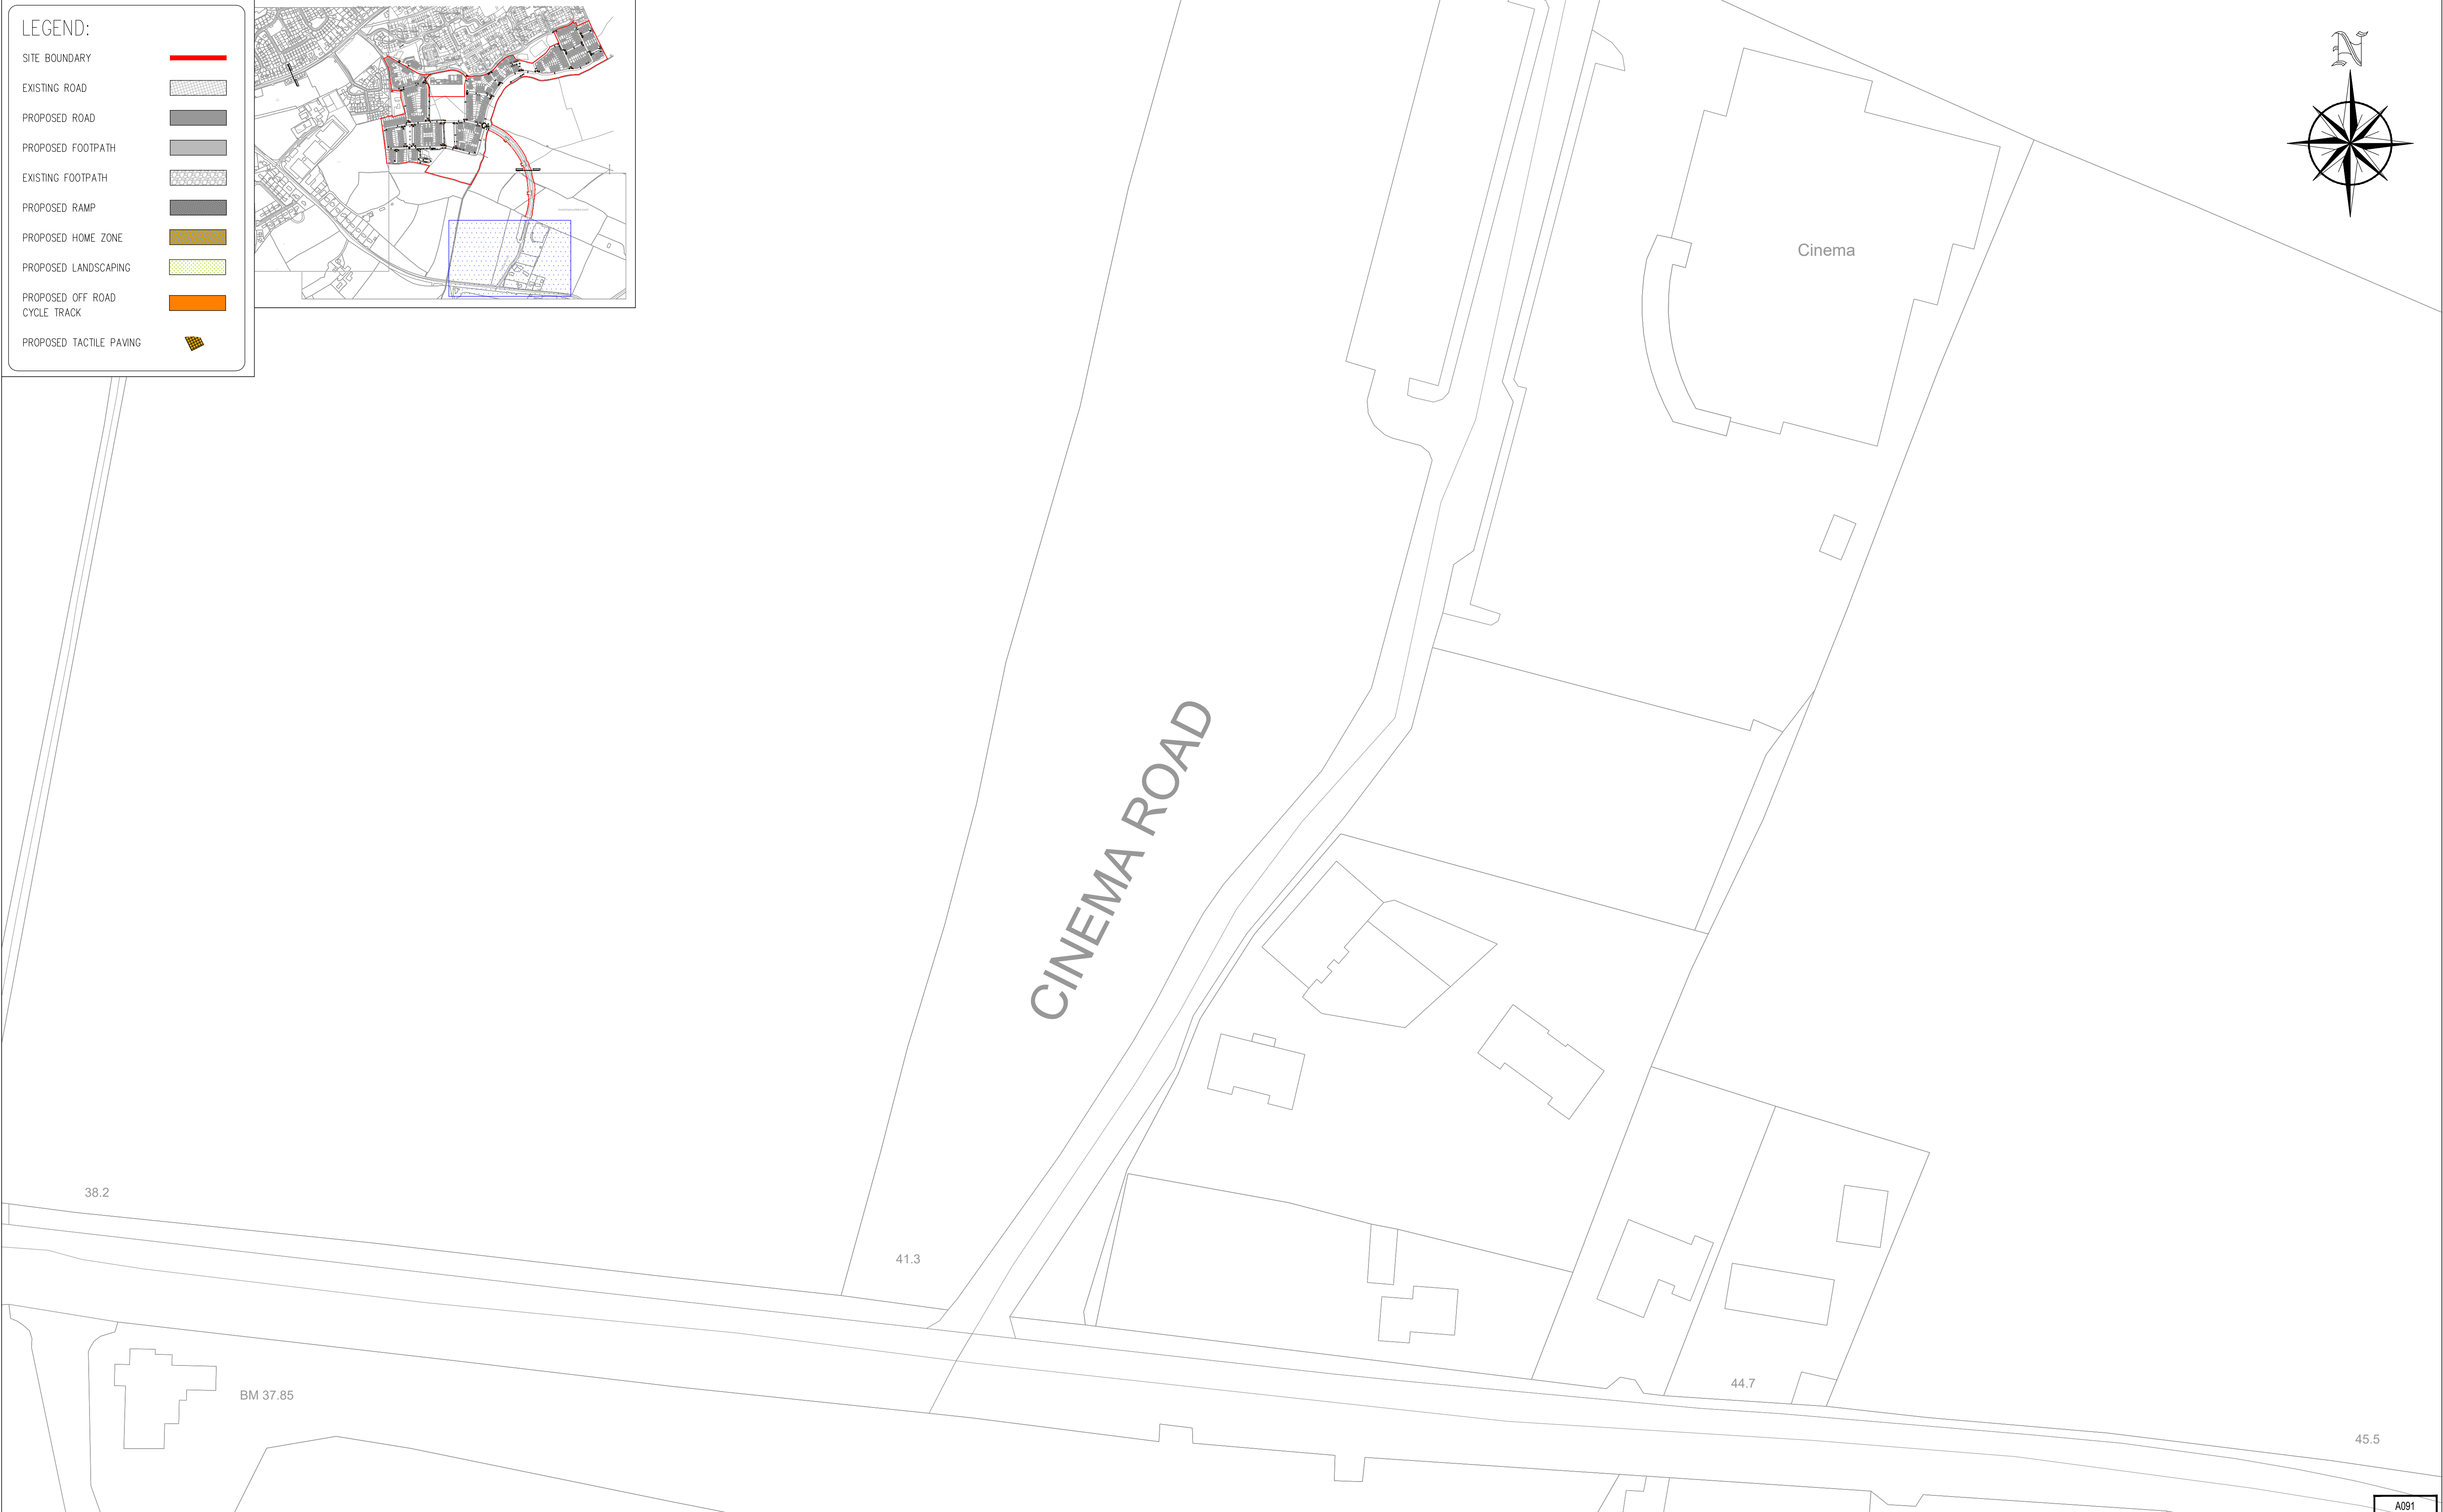 LEGEND:
SITE BOUNDARY
EXISTING ROAD
PROPOSED ROAD
PROPOSED FOOTPATH
EXISTING FOOTPATH
PROPOSED RAMP
PROPOSED HOME ZONE
PROPOSED LANDSCAPING
PROPOSED OFF ROAD
CYCLE TRACK
PROPOSED TACTILE PAVING
N
Cinema
CINEMA ROAD
38.2
41.3
BM 37.85
44.7
45.5
A091